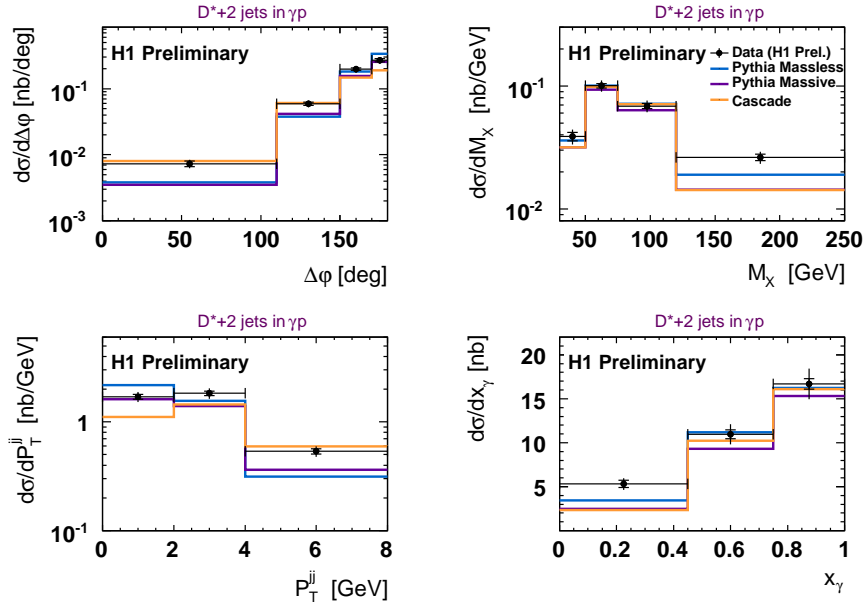 D*+2 jets in γp
H1 Preliminary
dσ/dΔφ [nb/deg]
10⁻¹
10⁻²
10⁻³
0 50 100 150
Δφ [deg]
D*+2 jets in γp
H1 Preliminary
Data (H1 Prel.)
Pythia Massless
Pythia Massive
Cascade
dσ/dM_X [nb/GeV]
10⁻¹
10⁻²
50 100 150 200 250
M_X [GeV]
D*+2 jets in γp
H1 Preliminary
dσ/dP_T^jj [nb/GeV]
1
10⁻¹
0 2 4 6 8
P_T^jj [GeV]
D*+2 jets in γp
H1 Preliminary
dσ/dx_γ [nb]
20
15
10
5
0 0.2 0.4 0.6 0.8 1
x_γ